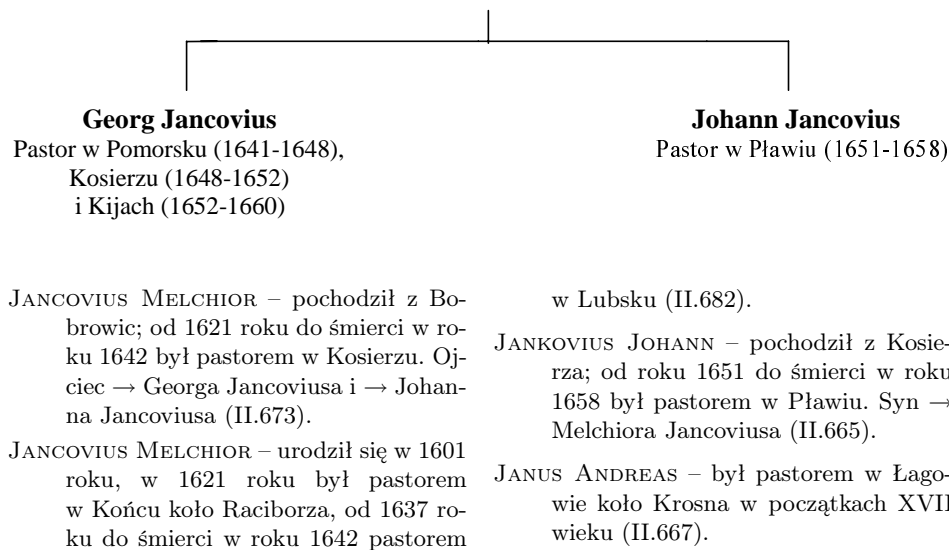 Georg Jancovius
Pastor w Pomorsku (1641-1648),
Kosierzu (1648-1652)
i Kijach (1652-1660)
Johann Jancovius
Pastor w Pławiu (1651-1658)
JANCOVIUS MELCHIOR – pochodził z Bo-
browic; od 1621 roku do śmierci w ro-
ku 1642 był pastorem w Kosierzu. Oj-
ciec → Georga Jancoviusa i → Johan-
na Jancoviusa (II.673).
JANCOVIUS MELCHIOR – urodził się w 1601
roku, w 1621 roku był pastorem
w Końcu koło Raciborza, od 1637 ro-
ku do śmierci w roku 1642 pastorem
w Lubsku (II.682).
JANKOVIUS JOHANN – pochodził z Kosie-
rza; od roku 1651 do śmierci w roku
1658 był pastorem w Pławiu. Syn →
Melchiora Jancoviusa (II.665).
JANUS ANDREAS – był pastorem w Łago-
wie koło Krosna w początkach XVII
wieku (II.667).